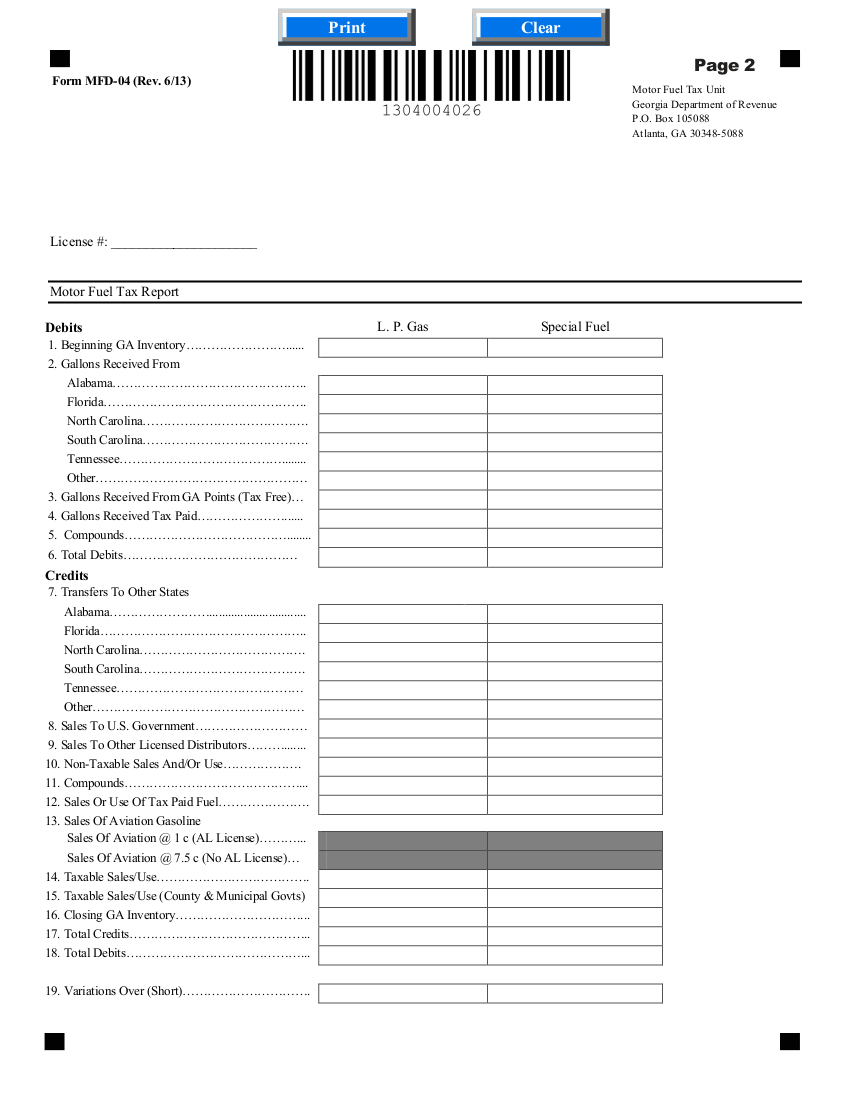 Print Clear
Page 2
Form MFD-04 (Rev. 6/13)
1304004026
Motor Fuel Tax Unit
Georgia Department of Revenue
P.O. Box 105088
Atlanta, GA 30348-5088
License #: _____________________
Motor Fuel Tax Report
Debits L. P. Gas Special Fuel
1. Beginning GA Inventory…………………….....
2. Gallons Received From
Alabama………………………………………..
Florida………………………………………….
North Carolina………………………………….
South Carolina………………………………….
Tennessee………………………………….......
Other……………………………………………
3. Gallons Received From GA Points (Tax Free)…
4. Gallons Received Tax Paid………………….....
5. Compounds………………………………….......
6. Total Debits……………………………………
Credits
7. Transfers To Other States
Alabama…………………..............................
Florida…………………………………………..
North Carolina………………………………….
South Carolina………………………………….
Tennessee………………………………………
Other……………………………………………
8. Sales To U.S. Government………………………
9. Sales To Other Licensed Distributors………......
10. Non-Taxable Sales And/Or Use……………….
11. Compounds…………………………………....
12. Sales Or Use Of Tax Paid Fuel………………….
13. Sales Of Aviation Gasoline
Sales Of Aviation @ 1 c (AL License)………...
Sales Of Aviation @ 7.5 c (No AL License)…
14. Taxable Sales/Use……………………………….
15. Taxable Sales/Use (County & Municipal Govts)
16. Closing GA Inventory…………………………..
17. Total Credits……………………………………...
18. Total Debits……………………………………...
19. Variations Over (Short)………………………….